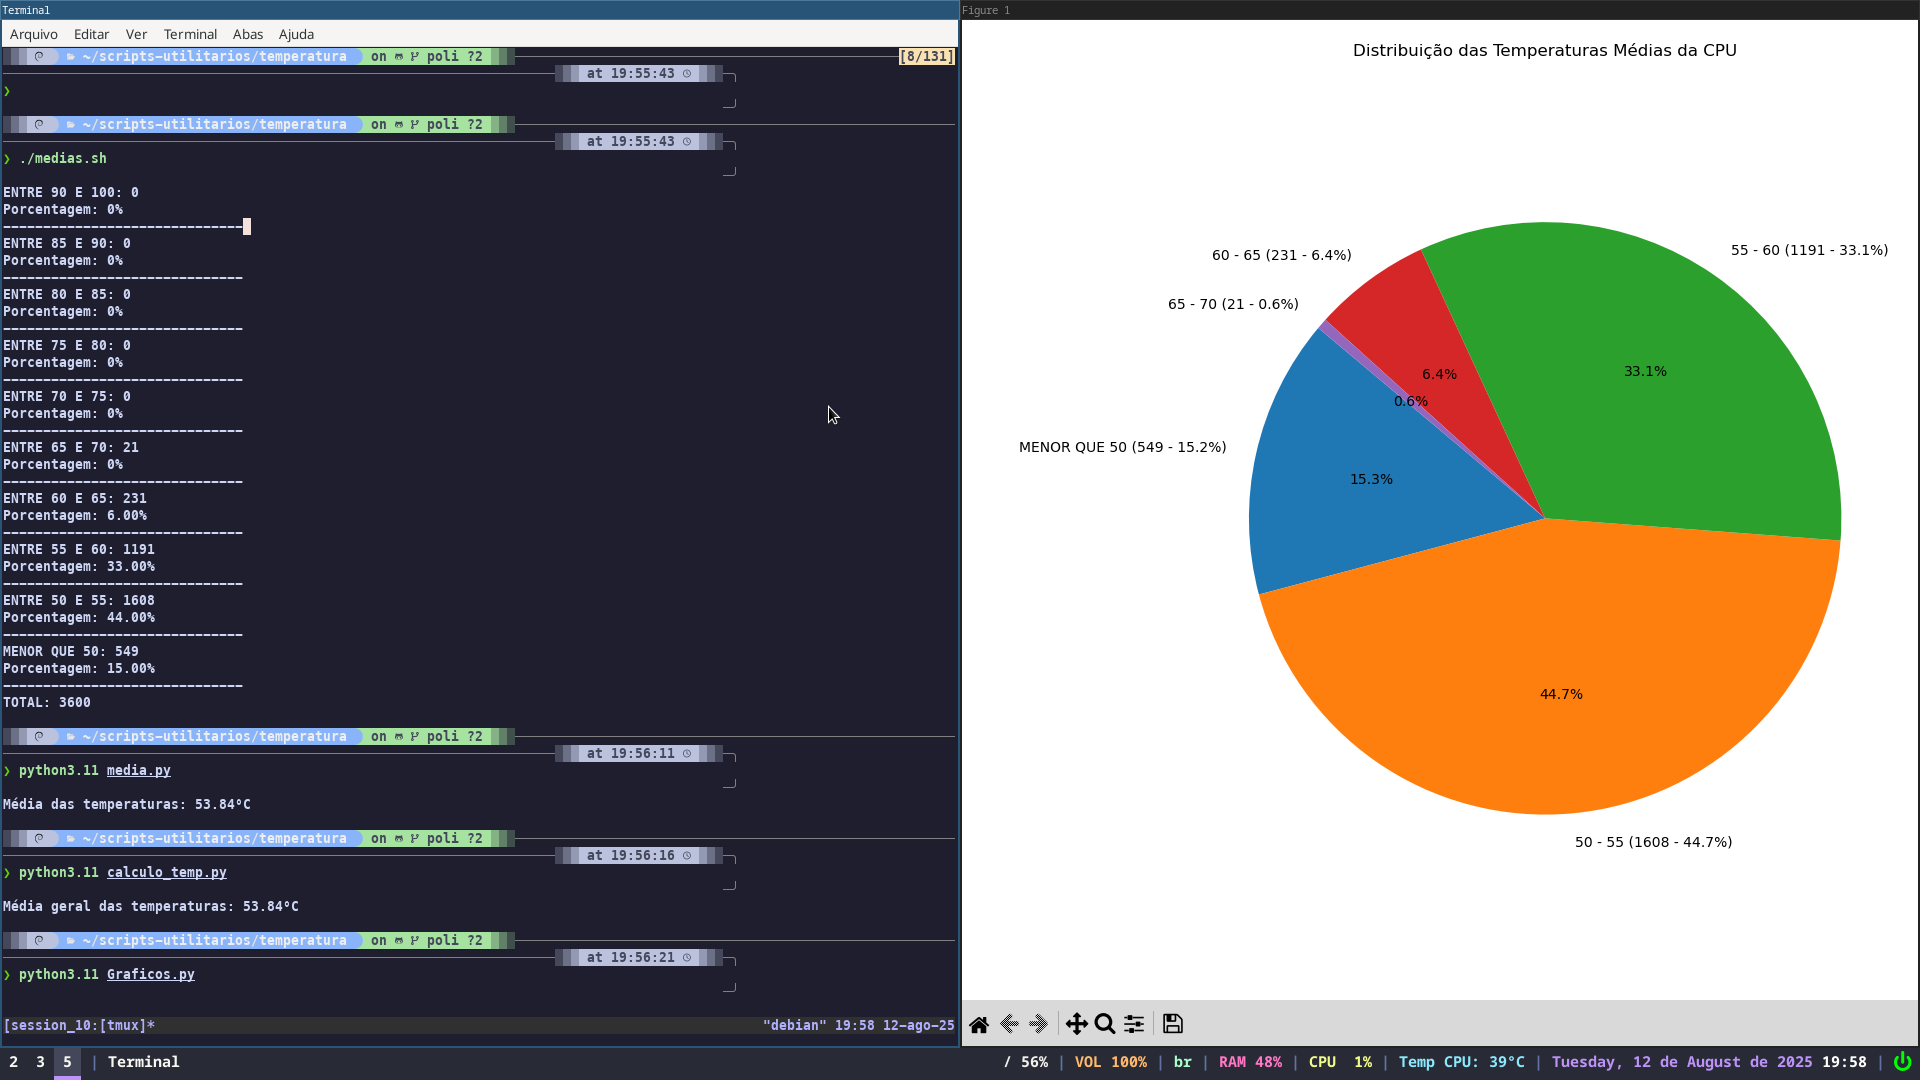 Terminal
Arquivo Editar Ver Terminal Abas Ajuda
~/scripts-utilitarios/temperatura on poli ?2 [8/131]
at 19:55:43
❯
~/scripts-utilitarios/temperatura on poli ?2
at 19:55:43
❯ ./medias.sh
ENTRE 90 E 100: 0
Porcentagem: 0%
------------------------------
ENTRE 85 E 90: 0
Porcentagem: 0%
------------------------------
ENTRE 80 E 85: 0
Porcentagem: 0%
------------------------------
ENTRE 75 E 80: 0
Porcentagem: 0%
------------------------------
ENTRE 70 E 75: 0
Porcentagem: 0%
------------------------------
ENTRE 65 E 70: 21
Porcentagem: 0%
------------------------------
ENTRE 60 E 65: 231
Porcentagem: 6.00%
------------------------------
ENTRE 55 E 60: 1191
Porcentagem: 33.00%
------------------------------
ENTRE 50 E 55: 1608
Porcentagem: 44.00%
------------------------------
MENOR QUE 50: 549
Porcentagem: 15.00%
------------------------------
TOTAL: 3600
~/scripts-utilitarios/temperatura on poli ?2
at 19:56:11
❯ python3.11 media.py
Média das temperaturas: 53.84ºC
~/scripts-utilitarios/temperatura on poli ?2
at 19:56:16
❯ python3.11 calculo_temp.py
Média geral das temperaturas: 53.84ºC
~/scripts-utilitarios/temperatura on poli ?2
at 19:56:21
❯ python3.11 Graficos.py
[session_10:[tmux]* "debian" 19:58 12-ago-25
Figure 1
Distribuição das Temperaturas Médias da CPU
55 - 60 (1191 - 33.1%)
60 - 65 (231 - 6.4%)
65 - 70 (21 - 0.6%)
33.1%
6.4%
0.6%
MENOR QUE 50 (549 - 15.2%)
15.3%
44.7%
50 - 55 (1608 - 44.7%)
2 3 5 | Terminal / 56% | VOL 100% | br | RAM 48% | CPU 1% | Temp CPU: 39°C | Tuesday, 12 de August de 2025 19:58 |